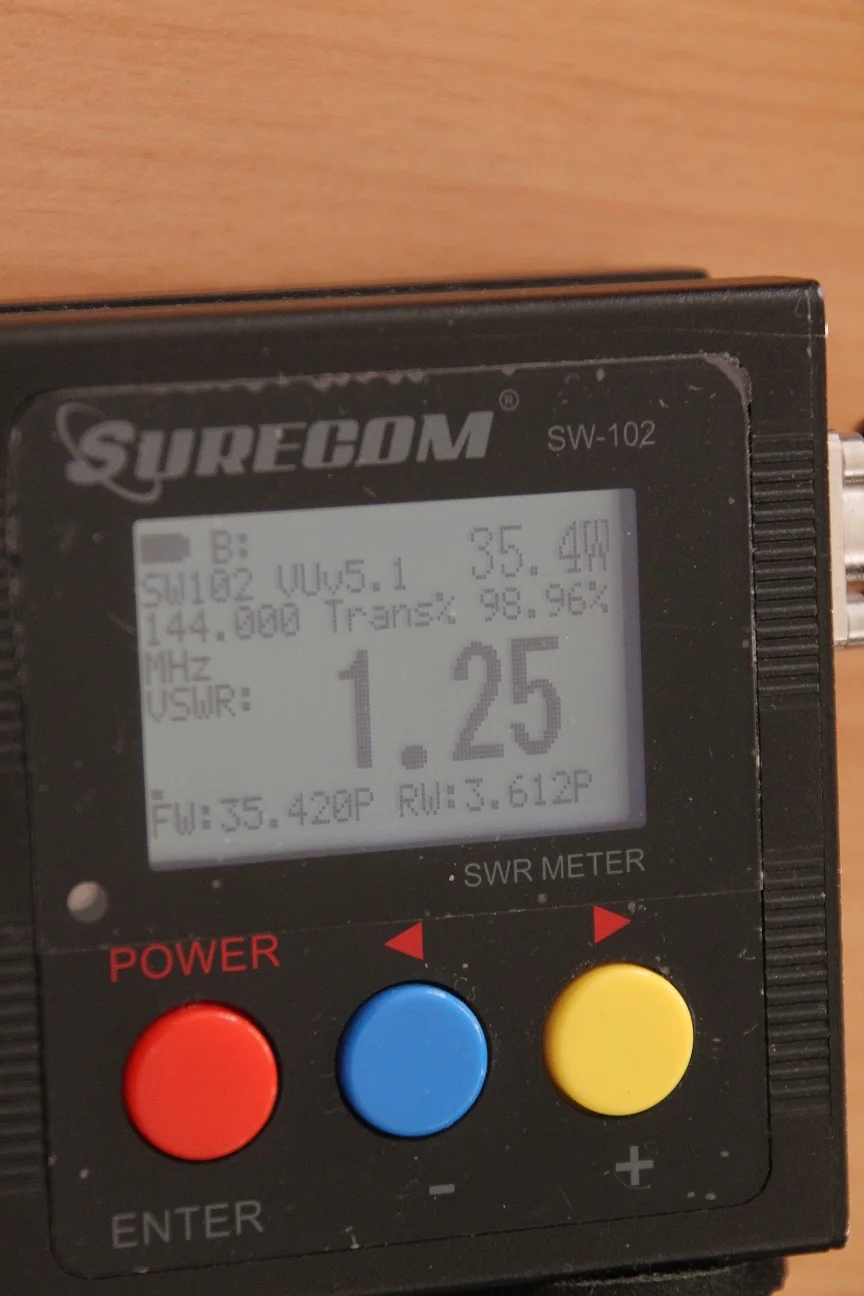 SURECOM®
SW-102
B: 35.4W
SW102 VUv5.1
144.000 Trans% 98.96%
MHz
VSWR: 1.25
FW:35.420P RW:3.612P
SWR METER
POWER
ENTER - +